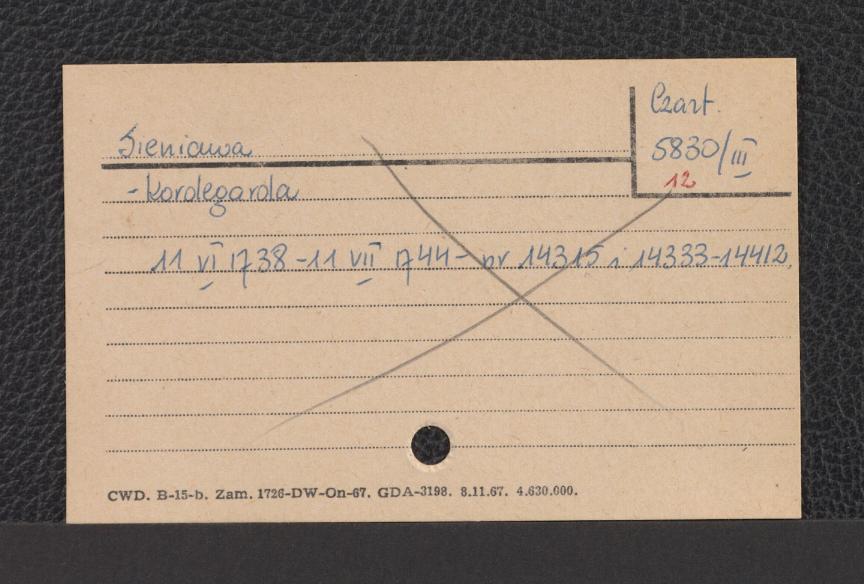 Czart.
5830/III
12
Sieniawa
- Kordegarda
11 VI 1738 - 11 VII 1744 - nr 14315 i 14333-14412,
CWD. B-15-b. Zam. 1726-DW-On-67. GDA-3198. 8.11.67. 4.630.000.